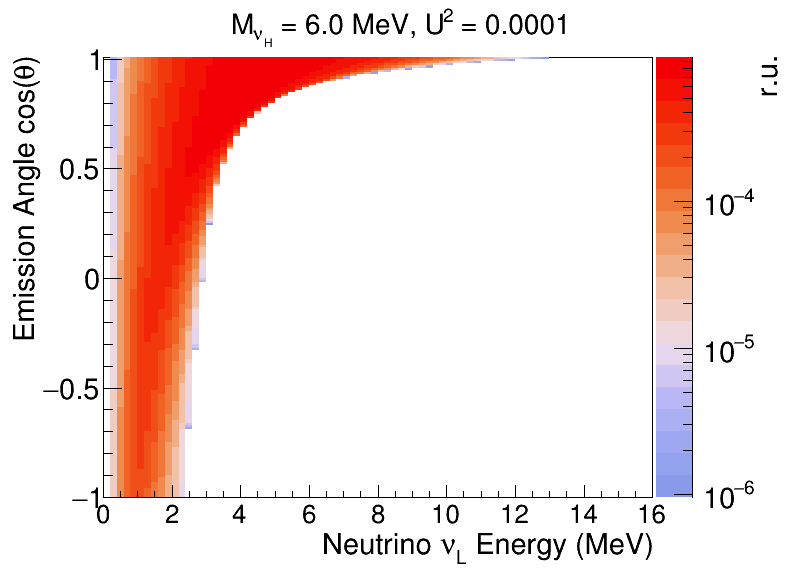 M_{ν_H} = 6.0 MeV, U² = 0.0001
r.u.
Emission Angle cos(θ)
1
0.5
0
−0.5
−1
0 2 4 6 8 10 12 14 16
Neutrino ν_L Energy (MeV)
10⁻⁴
10⁻⁵
10⁻⁶